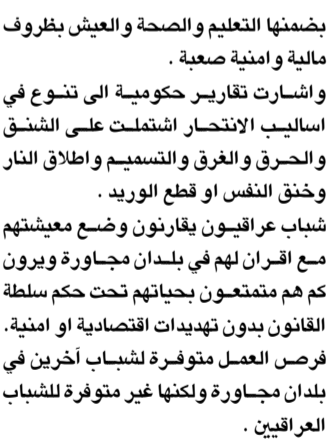 بضمنها التعليم والصحة والعيش بظروف
مالية وامنية صعبة .
واشارت تقارير حكومية الى تنوع في
اساليب الانتحار اشتملت على الشنق
والحرق والغرق والتسميم واطلاق النار
وخنق النفس او قطع الوريد .
شباب عراقيون يقارنون وضع معيشتهم
مع اقران لهم في بلدان مجاورة ويرون
كم هم متمتعون بحياتهم تحت حكم سلطة
القانون بدون تهديدات اقتصادية او امنية.
فرص العمل متوفرة لشباب آخرين في
بلدان مجاورة ولكنها غير متوفرة للشباب
العراقيين .